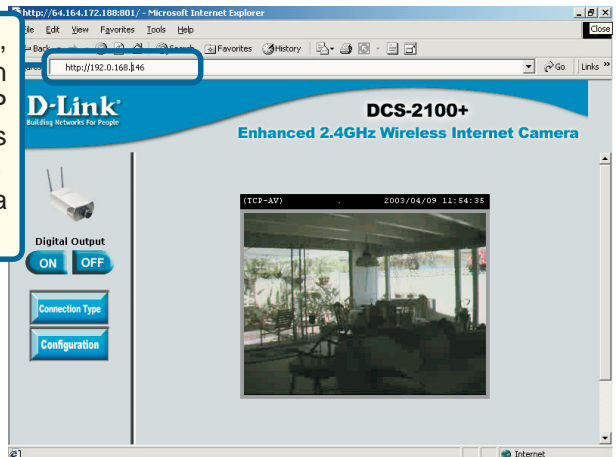 http://64.164.172.188:801/ - Microsoft Internet Explorer
File Edit View Favorites Tools Help
Close
Back Search Favorites History
http://192.0.168.146
Go Links »
,
n
P
s
a
D-Link
Building Networks For People
DCS-2100+
Enhanced 2.4GHz Wireless Internet Camera
(TCP-AV) . 2003/04/09 11:54:35
Digital Output
ON OFF
Connection Type
Configuration
Internet